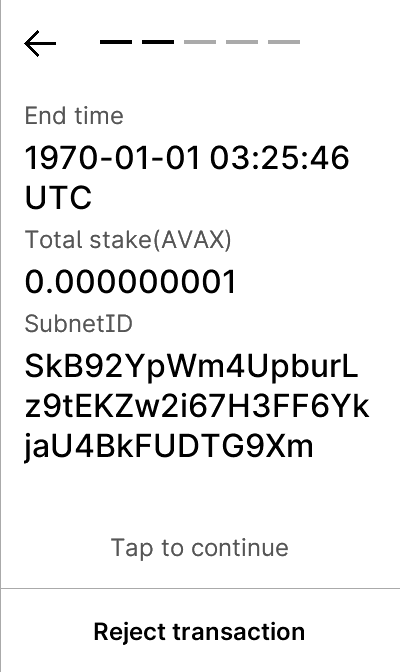 End time
1970-01-01 03:25:46
UTC
Total stake(AVAX)
0.000000001
SubnetID
SkB92YpWm4UpburL
z9tEKZw2i67H3FF6Yk
jaU4BkFUDTG9Xm
Tap to continue
Reject transaction